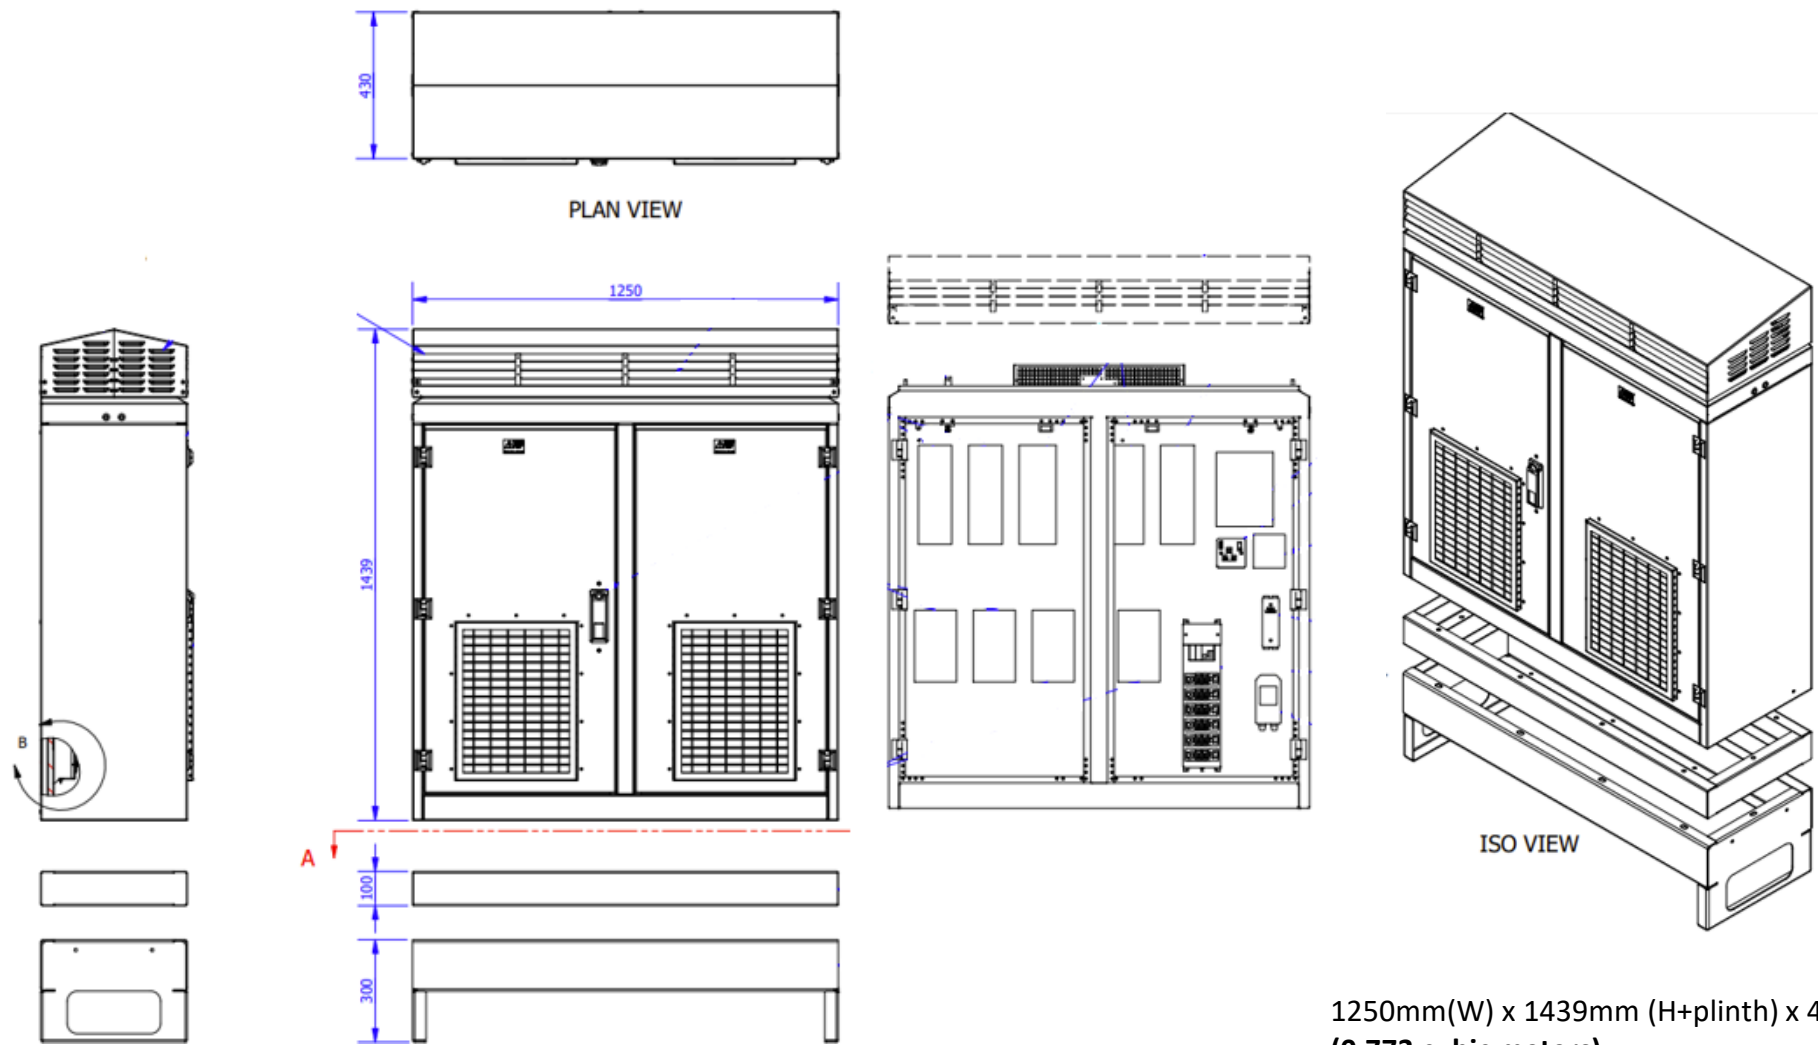 430
PLAN VIEW
1250
1439
B
A
100
300
ISO VIEW
1250mm(W) x 1439mm (H+plinth) x 4